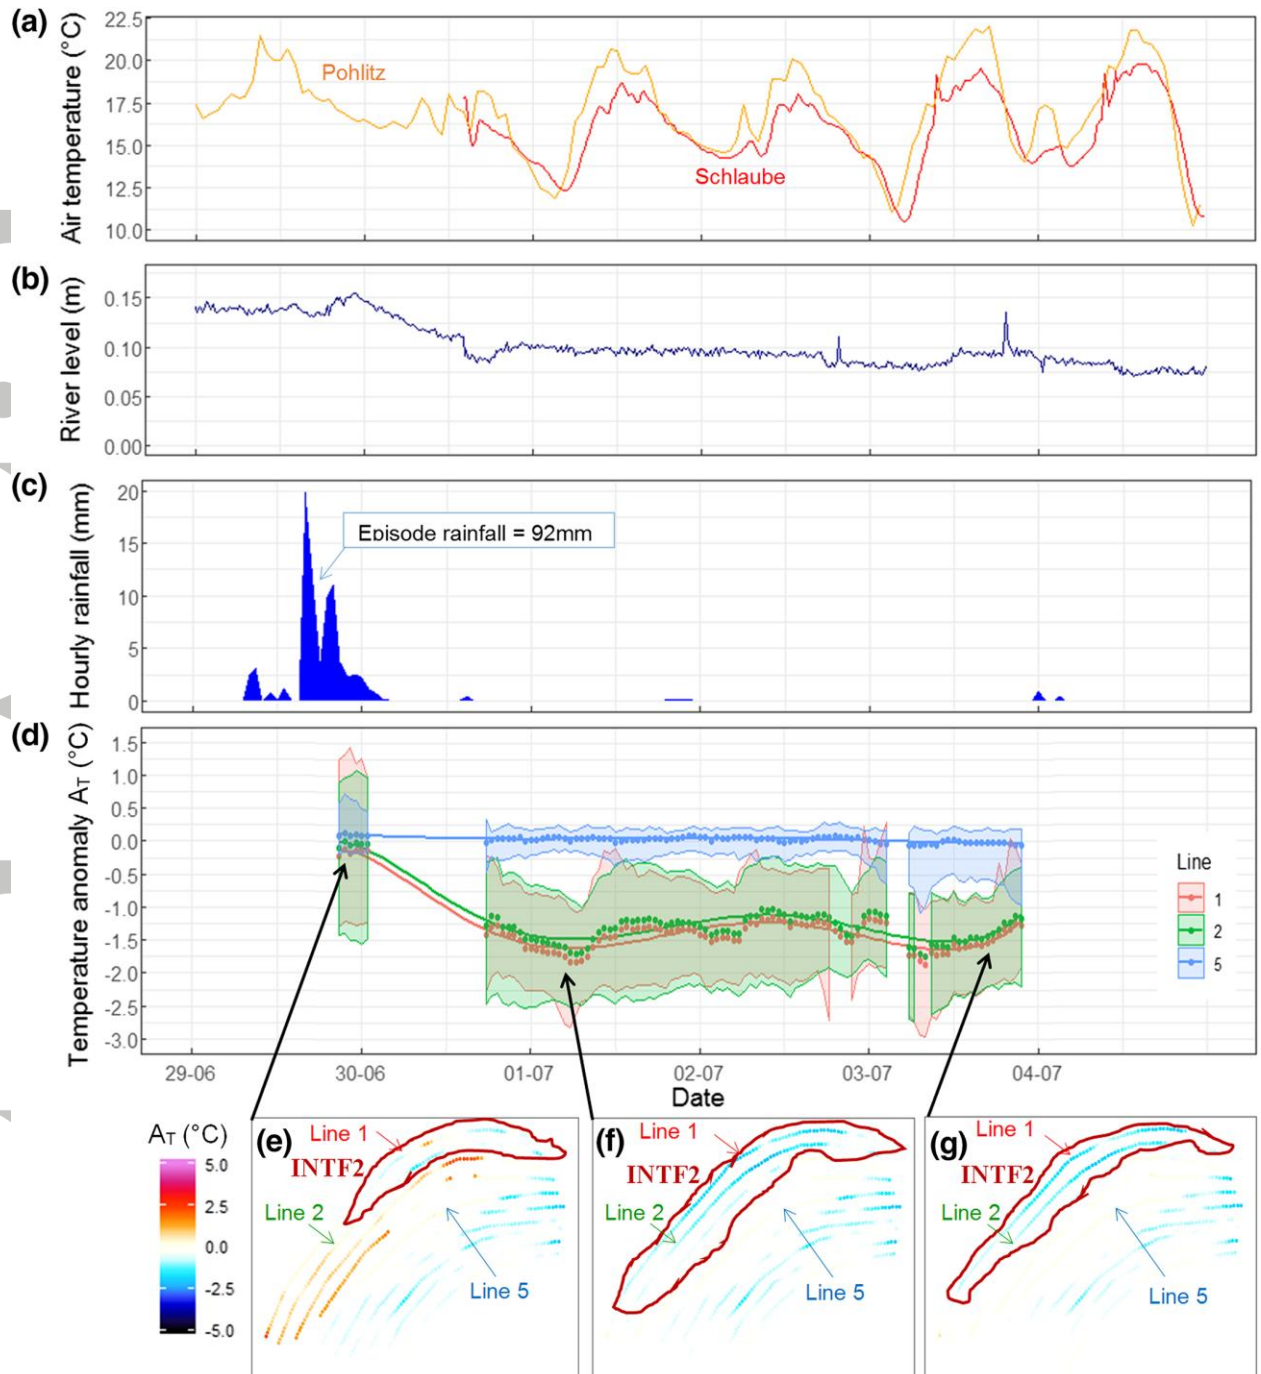 (a)
Air temperature (°C)
22.5
20.0
17.5
15.0
12.5
10.0
Pohlitz
Schlaube
(b)
River level (m)
0.15
0.10
0.05
0.00
(c)
Hourly rainfall (mm)
20
15
10
5
0
Episode rainfall = 92mm
(d)
Temperature anomaly AT (°C)
1.5
1.0
0.5
0.0
-0.5
-1.0
-1.5
-2.0
-2.5
-3.0
Line
1
2
5
29-06 30-06 01-07 02-07 03-07 04-07
Date
AT (°C)
5.0
2.5
0.0
-2.5
-5.0
(e)
Line 1
INTF2
Line 2
Line 5
(f)
Line 1
INTF2
Line 2
Line 5
(g)
Line 1
INTF2
Line 2
Line 5